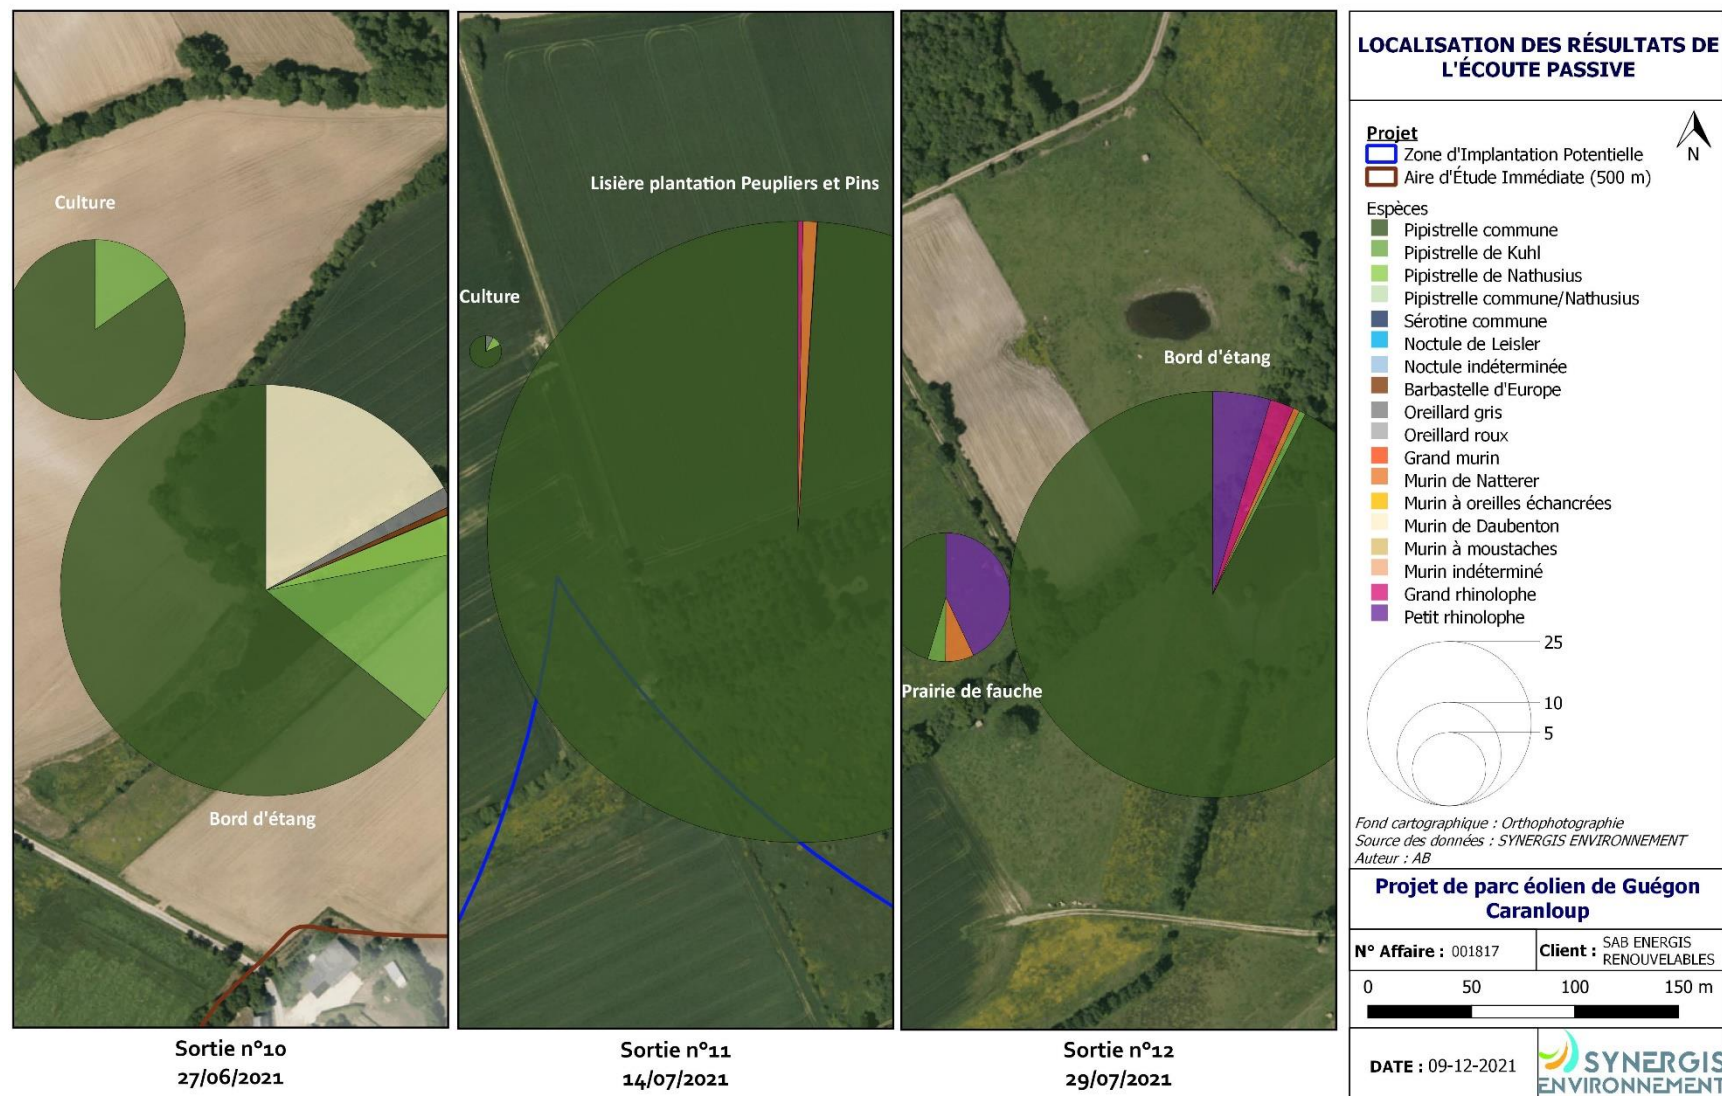 Culture
Bord d'étang
Sortie n°10
27/06/2021
Lisière plantation Peupliers et Pins
Culture
Sortie n°11
14/07/2021
Bord d'étang
Prairie de fauche
Sortie n°12
29/07/2021
LOCALISATION DES RÉSULTATS DE
L'ÉCOUTE PASSIVE
Projet
Zone d'Implantation Potentielle
Aire d'Étude Immédiate (500 m)
N
Espèces
Pipistrelle commune
Pipistrelle de Kuhl
Pipistrelle de Nathusius
Pipistrelle commune/Nathusius
Sérotine commune
Noctule de Leisler
Noctule indéterminée
Barbastelle d'Europe
Oreillard gris
Oreillard roux
Grand murin
Murin de Natterer
Murin à oreilles échancrées
Murin de Daubenton
Murin à moustaches
Murin indéterminé
Grand rhinolophe
Petit rhinolophe
25
10
5
Fond cartographique : Orthophotographie
Source des données : SYNERGIS ENVIRONNEMENT
Auteur : AB
Projet de parc éolien de Guégon
Caranloup
N° Affaire : 001817
Client : SAB ENERGIS
RENOUVELABLES
0 50 100 150 m
DATE : 09-12-2021
SYNERGIS
ENVIRONNEMENT